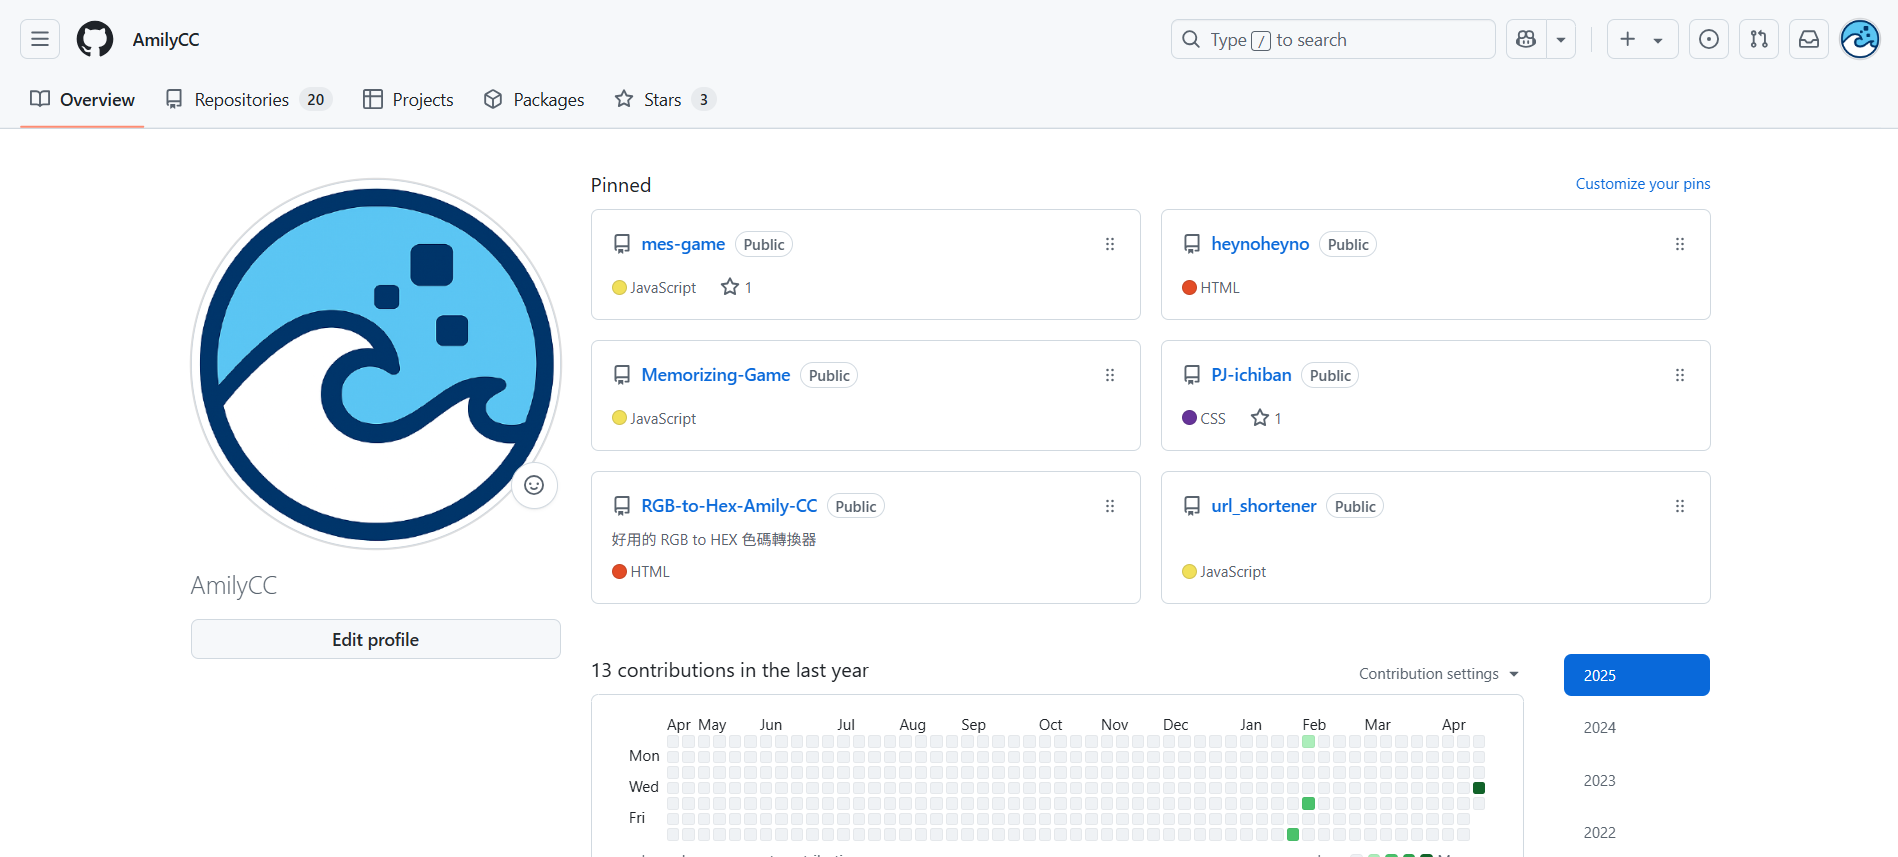 AmilyCC
Type / to search
Overview
Repositories 20
Projects
Packages
Stars 3
AmilyCC
Edit profile
Pinned
Customize your pins
mes-game Public
JavaScript 1
heynoheyno Public
HTML
Memorizing-Game Public
JavaScript
PJ-ichiban Public
CSS 1
RGB-to-Hex-Amily-CC Public
好用的 RGB to HEX 色碼轉換器
HTML
url_shortener Public
JavaScript
13 contributions in the last year
Contribution settings
Apr May Jun Jul Aug Sep Oct Nov Dec Jan Feb Mar Apr
Mon
Wed
Fri
2025
2024
2023
2022